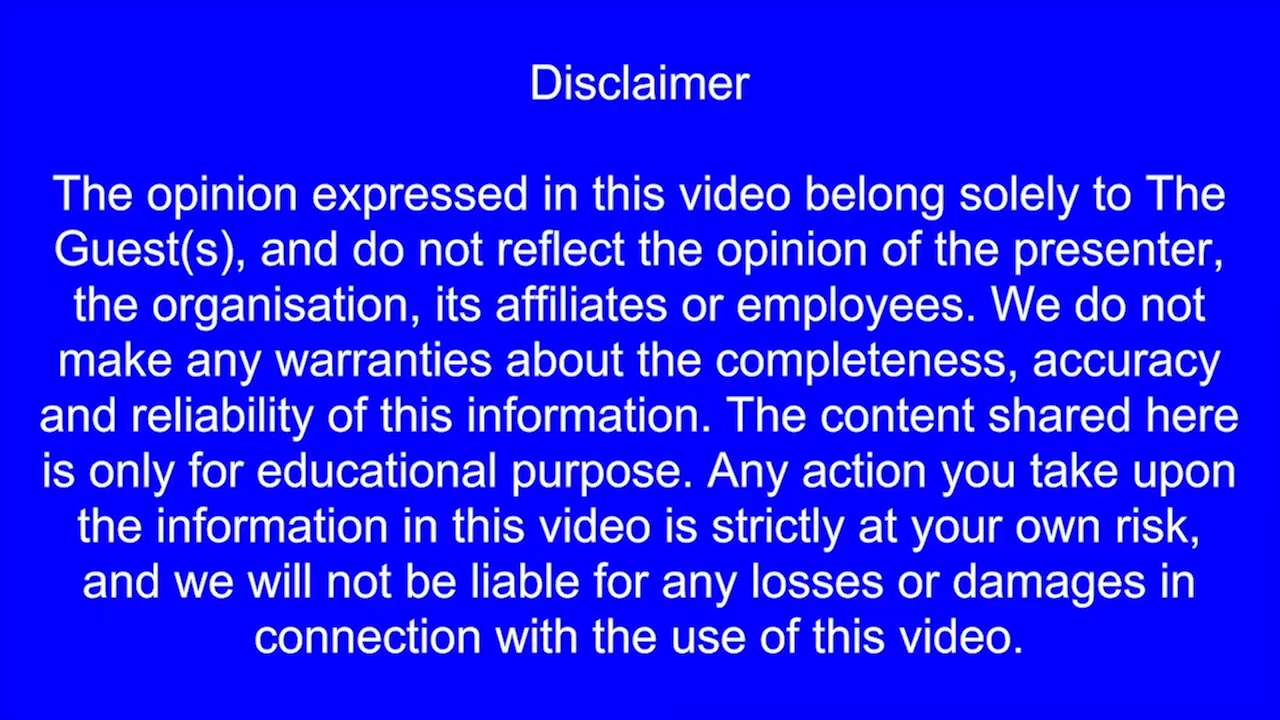 Disclaimer
The opinion expressed in this video belong solely to The
Guest(s), and do not reflect the opinion of the presenter,
the organisation, its affiliates or employees. We do not
make any warranties about the completeness, accuracy
and reliability of this information. The content shared here
is only for educational purpose. Any action you take upon
the information in this video is strictly at your own risk,
and we will not be liable for any losses or damages in
connection with the use of this video.